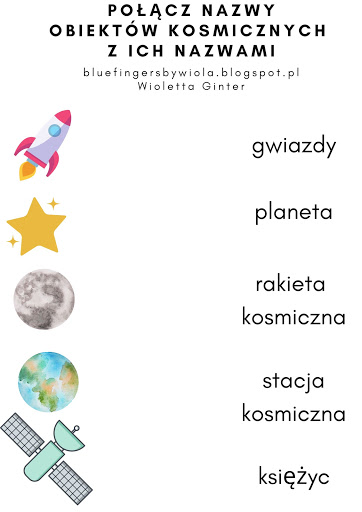 POŁĄCZ NAZWY
OBIEKTÓW KOSMICZNYCH
Z ICH NAZWAMI
bluefingersbywiola.blogspot.pl
Wioletta Ginter
gwiazdy
planeta
rakieta
kosmiczna
stacja
kosmiczna
księżyc